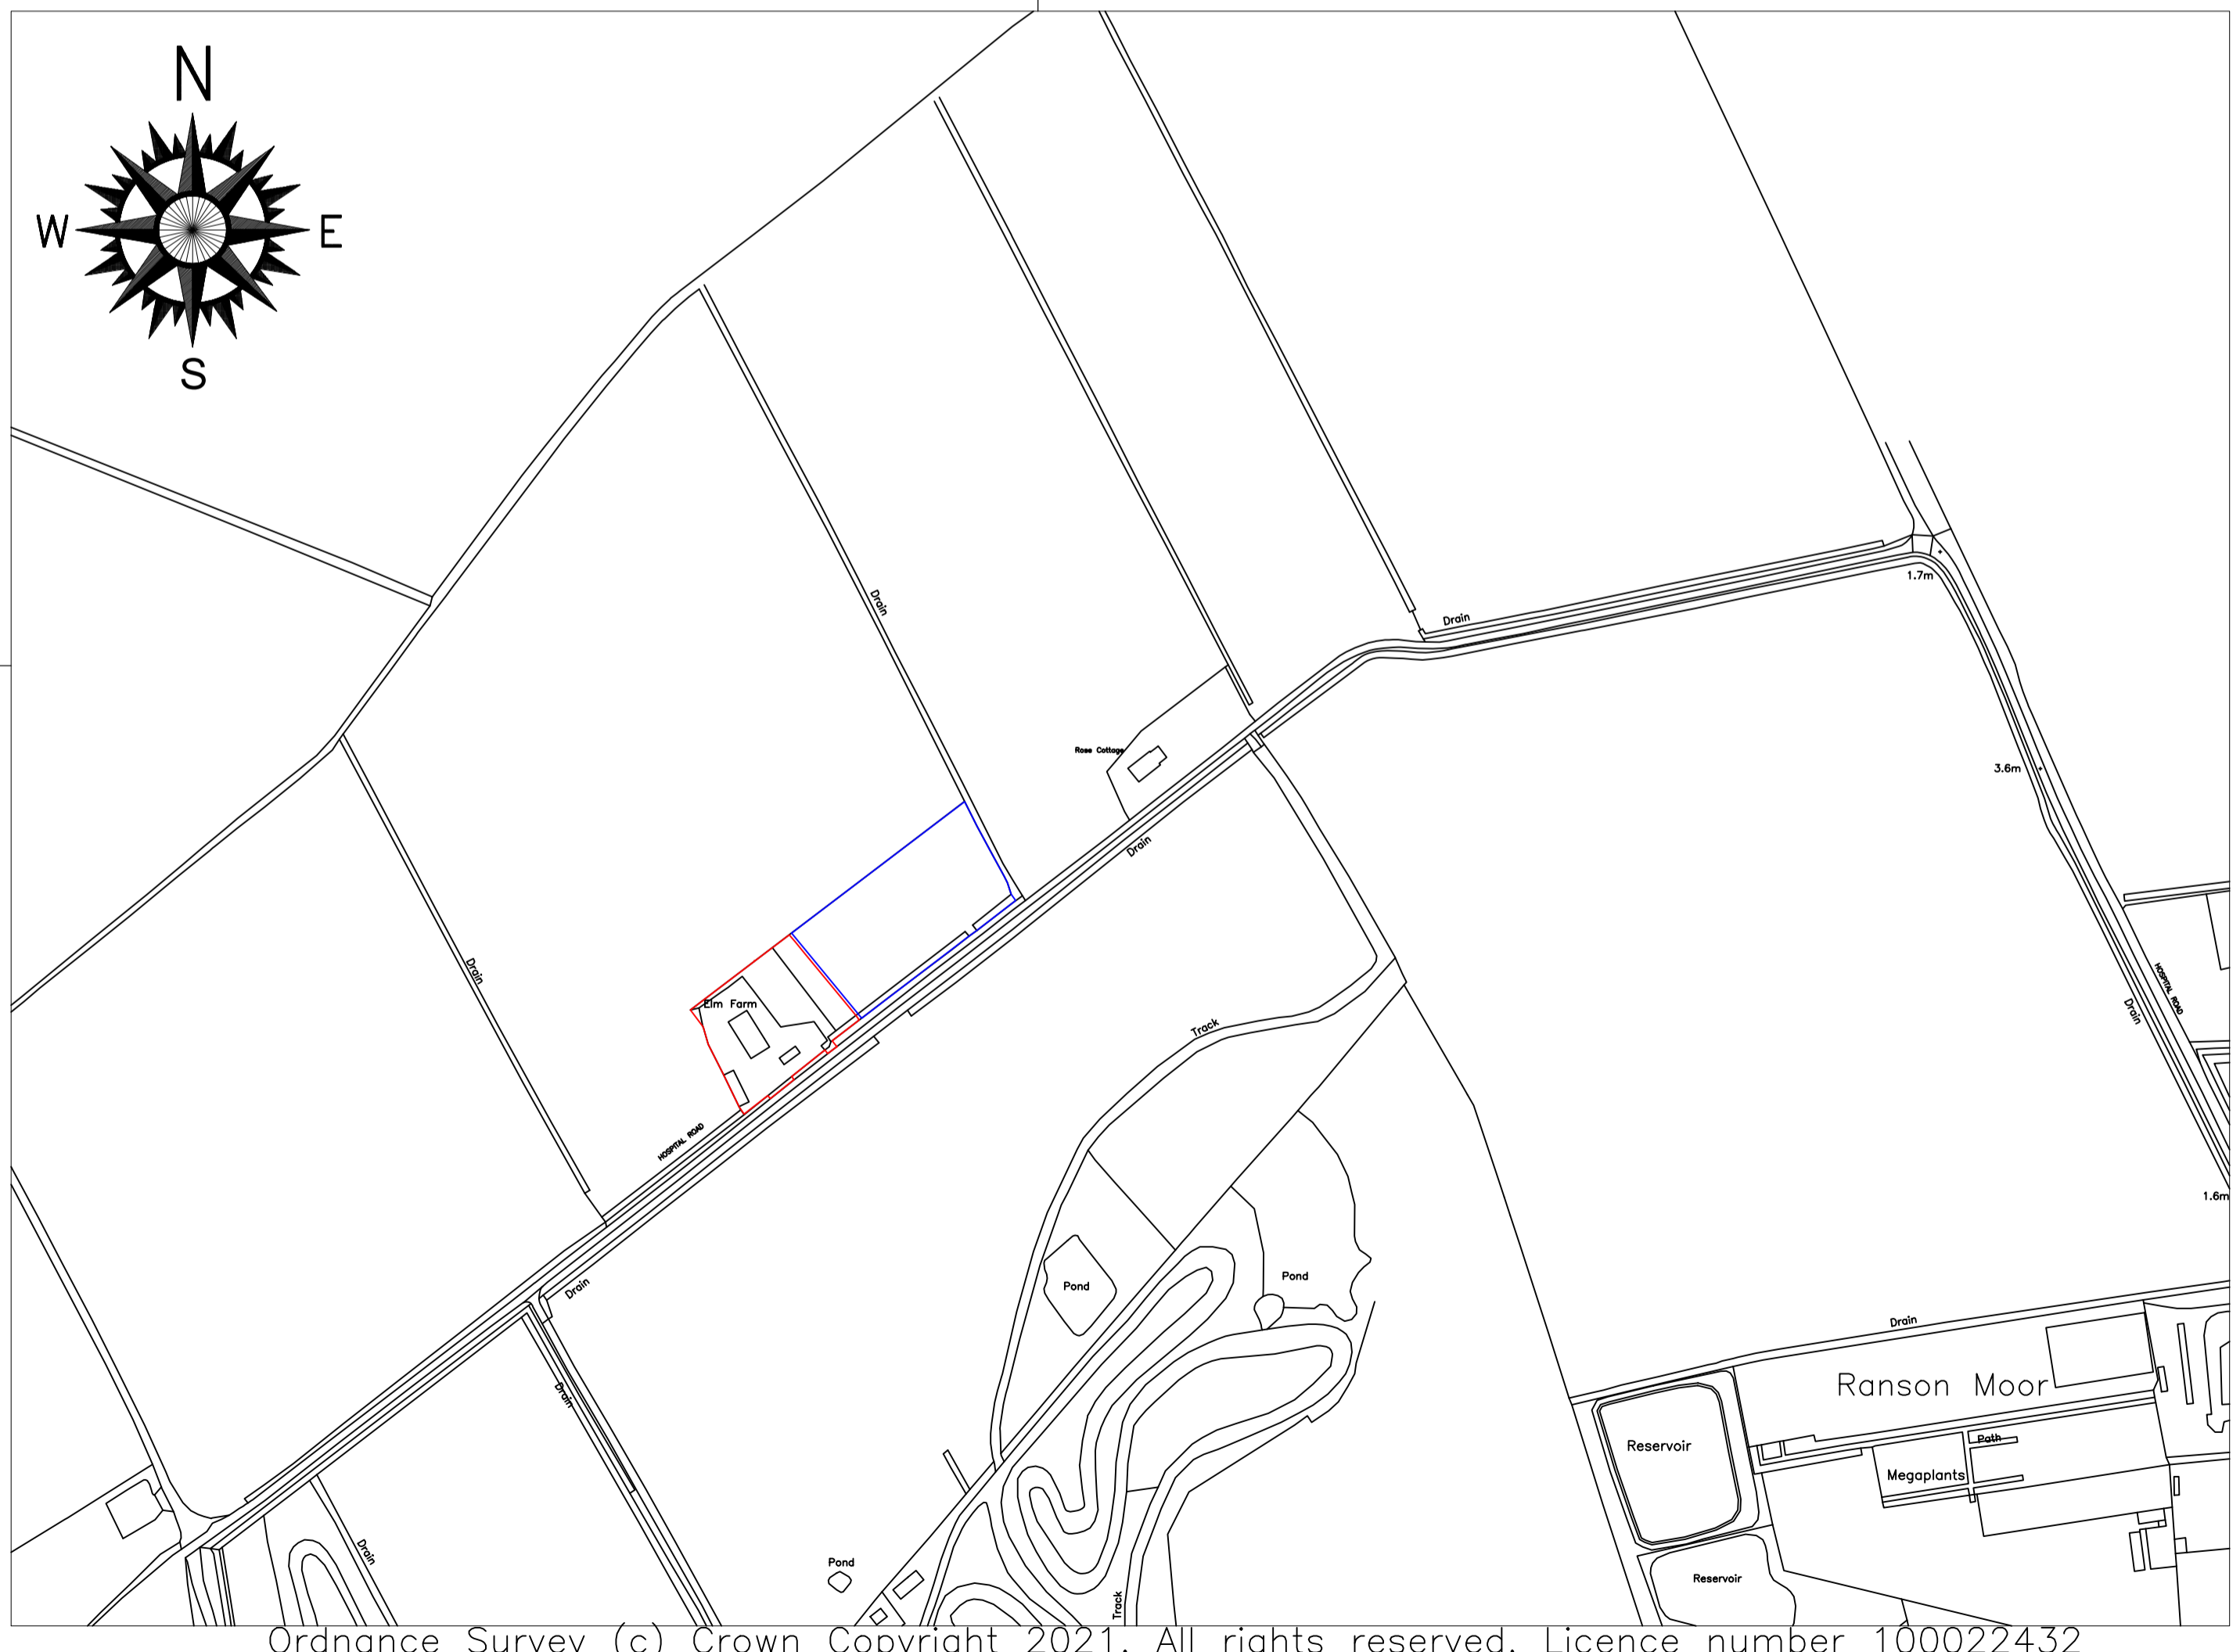 N
W
E
S
Drain
Drain
1.7m
Rose Cottage
3.6m
Drain
Drain
HOSPITAL ROAD
Elm Farm
Drain
Track
HOSPITAL ROAD
1.6m
Pond
Pond
Drain
Drain
Drain
Ranson Moor
Path
Reservoir
Megaplants
Drain
Pond
Reservoir
Track
Ordnance Survey (c) Crown Copyright 2021. All rights reserved. Licence number 100022432